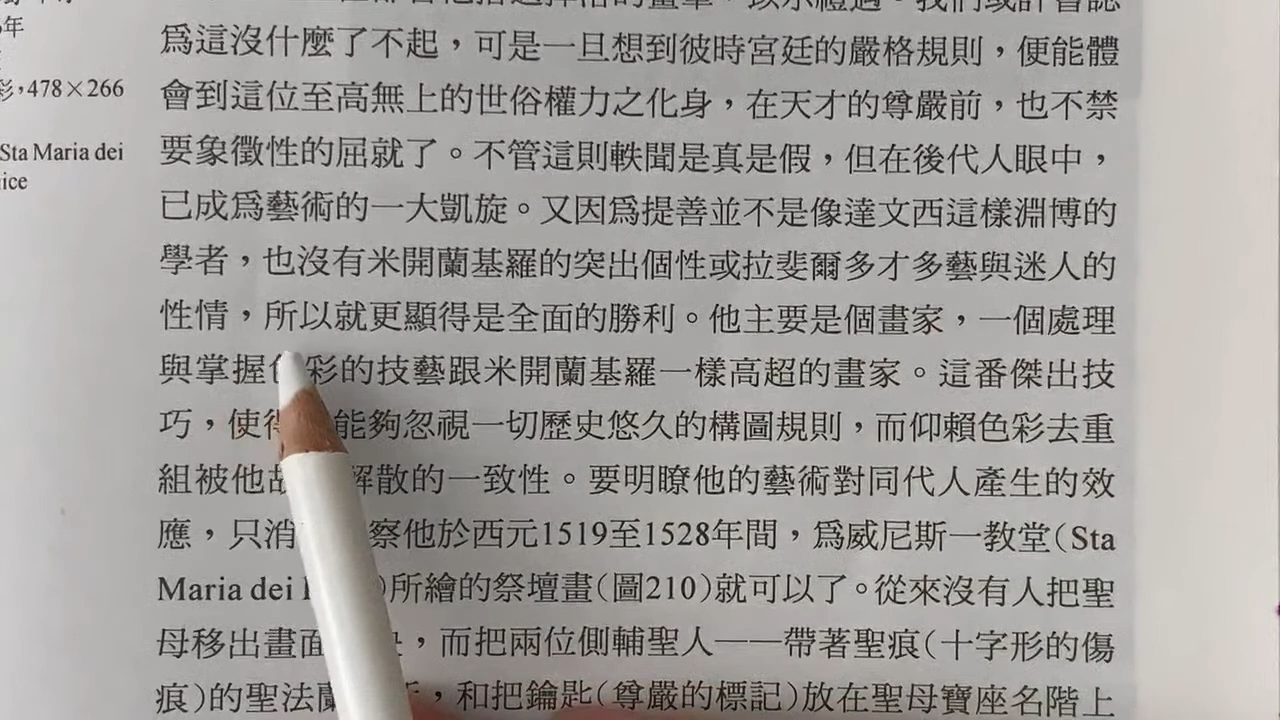 年
彩，478×266
Sta Maria dei
ice
爲這沒什麼了不起，可是一旦想到彼時宮廷的嚴格規則，便能體
會到這位至高無上的世俗權力之化身，在天才的尊嚴前，也不禁
要象徵性的屈就了。不管這則軼聞是真是假，但在後代人眼中，
已成爲藝術的一大凱旋。又因爲提善並不是像達文西這樣淵博的
學者，也沒有米開蘭基羅的突出個性或拉斐爾多才多藝與迷人的
性情，所以就更顯得是全面的勝利。他主要是個畫家，一個處理
與掌握色彩的技藝跟米開蘭基羅一樣高超的畫家。這番傑出技
巧，使得 能夠忽視一切歷史悠久的構圖規則，而仰賴色彩去重
組被他故 解散的一致性。要明瞭他的藝術對同代人產生的效
應，只消 察他於西元1519至1528年間，爲威尼斯一教堂（Sta
Maria dei ）所繪的祭壇畫（圖210）就可以了。從來沒有人把聖
母移出畫面 ，而把兩位側輔聖人——帶著聖痕（十字形的傷
痕）的聖法蘭 ，和把鑰匙（尊嚴的標記）放在聖母寶座名階上